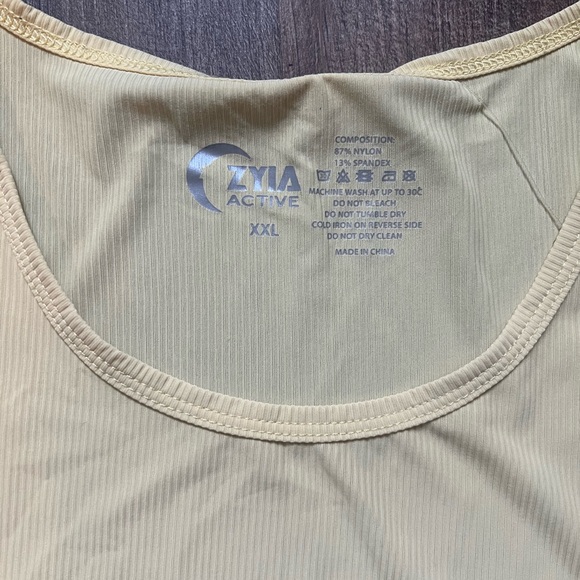 ZYIA
ACTIVE
XXL
COMPOSITION:
87% NYLON
13% SPANDEX
MACHINE WASH AT UP TO 30℃
DO NOT BLEACH
DO NOT TUMBLE DRY
COLD IRON ON REVERSE SIDE
DO NOT DRY CLEAN
MADE IN CHINA